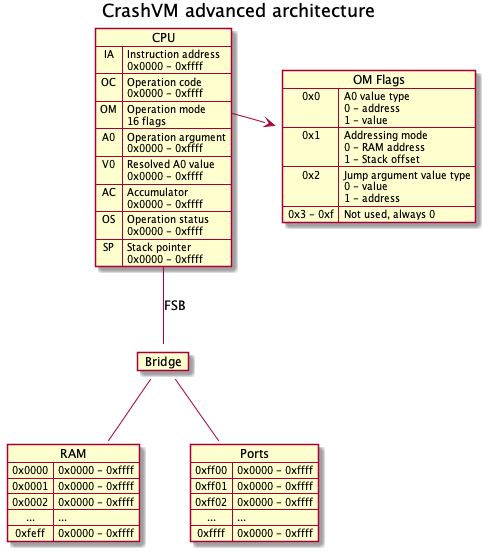 CrashVM advanced architecture
CPU
IA Instruction address
0x0000 - 0xffff
OC Operation code
0x0000 - 0xffff
OM Operation mode
16 flags
A0 Operation argument
0x0000 - 0xffff
V0 Resolved A0 value
0x0000 - 0xffff
AC Accumulator
0x0000 - 0xffff
OS Operation status
0x0000 - 0xffff
SP Stack pointer
0x0000 - 0xffff
OM Flags
0x0 A0 value type
0 - address
1 - value
0x1 Addressing mode
0 - RAM address
1 - Stack offset
0x2 Jump argument value type
0 - value
1 - address
0x3 - 0xf Not used, always 0
FSB
Bridge
RAM
0x0000 0x0000 - 0xffff
0x0001 0x0000 - 0xffff
0x0002 0x0000 - 0xffff
... ...
0xfeff 0x0000 - 0xffff
Ports
0xff00 0x0000 - 0xffff
0xff01 0x0000 - 0xffff
0xff02 0x0000 - 0xffff
... ...
0xffff 0x0000 - 0xffff